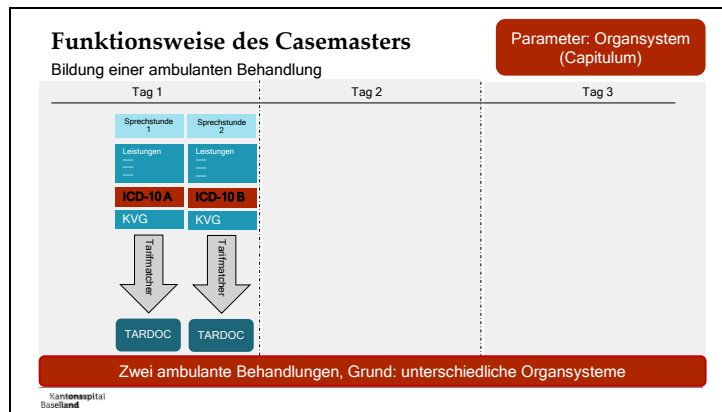 Funktionsweise des Casemasters
Bildung einer ambulanten Behandlung
Parameter: Organsystem
(Capitulum)
Tag 1
Tag 2
Tag 3
Sprechstunde
1
Leistungen
----
----
----
ICD-10 A
KVG
Tarifmatcher
TARDOC
Sprechstunde
2
Leistungen
----
----
----
ICD-10 B
KVG
Tarifmatcher
TARDOC
Zwei ambulante Behandlungen, Grund: unterschiedliche Organsysteme
Kantonsspital
Baselland